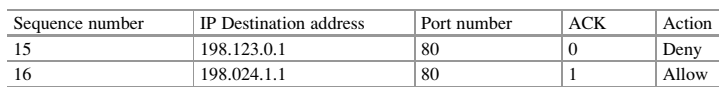 Sequence number IP Destination address Port number ACK Action
15 198.123.0.1 80 0 Deny
16 198.024.1.1 80 1 Allow